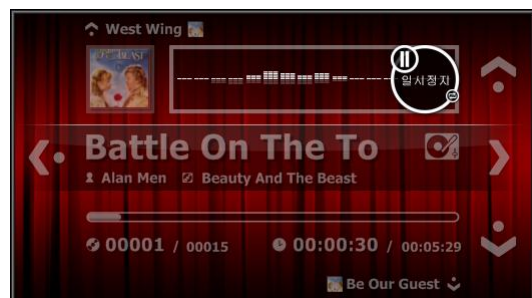 West Wing
BEAST
일시정지
Battle On The To
Alan Men Beauty And The Beast
00001 / 00015 00:00:30 / 00:05:29
Be Our Guest